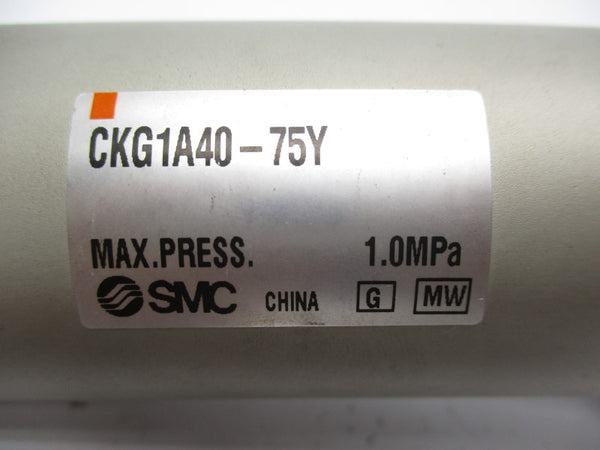 CKG1A40-75Y
MAX.PRESS. 1.0MPa
SMC CHINA G MW